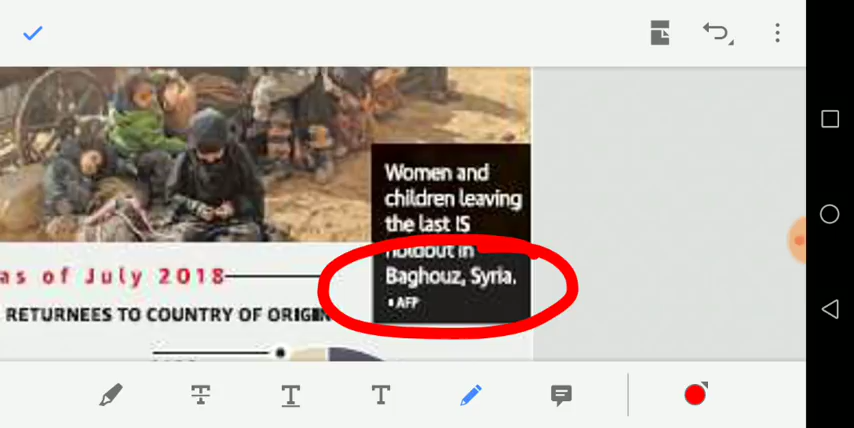 Women and
children leaving
the last IS
holdout in
Baghouz, Syria.
• AFP
as of July 2018
RETURNEES TO COUNTRY OF ORIGIN